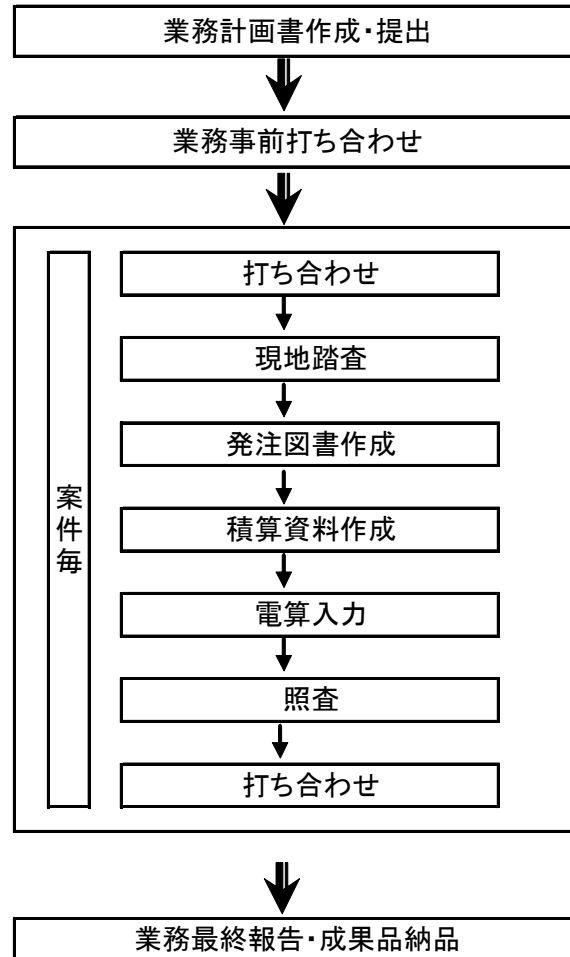 業務計画書作成・提出
業務事前打ち合わせ
案件毎
打ち合わせ
現地踏査
発注図書作成
積算資料作成
電算入力
照査
打ち合わせ
業務最終報告・成果品納品